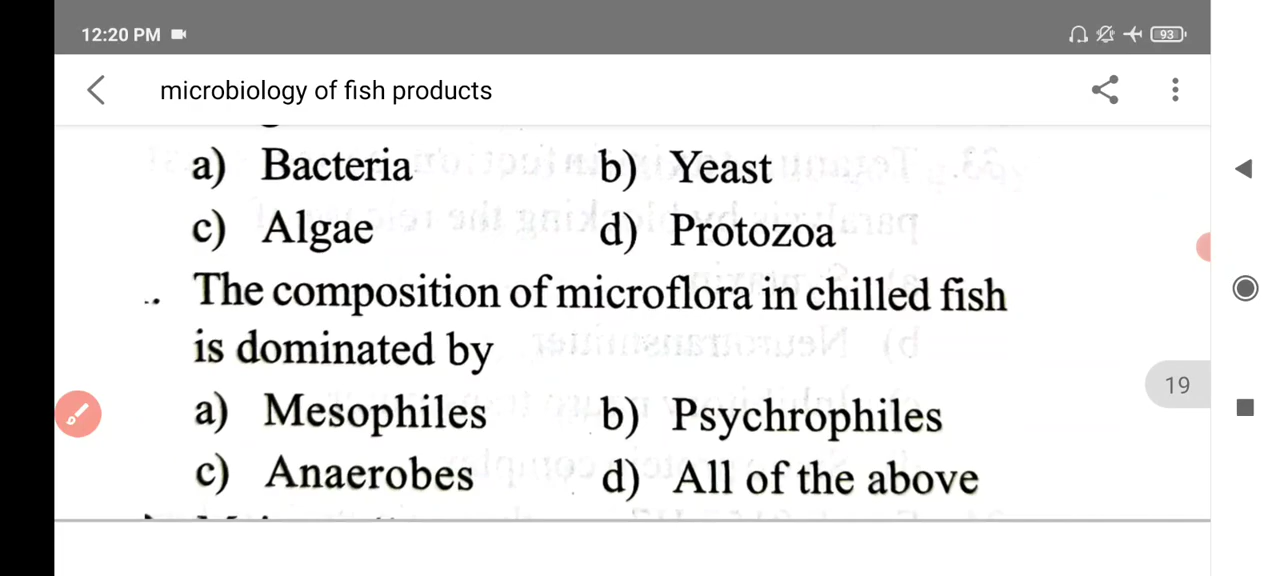 12:20 PM
93
microbiology of fish products
a) Bacteria b) Yeast
c) Algae d) Protozoa
The composition of microflora in chilled fish
is dominated by
a) Mesophiles b) Psychrophiles
19
c) Anaerobes d) All of the above